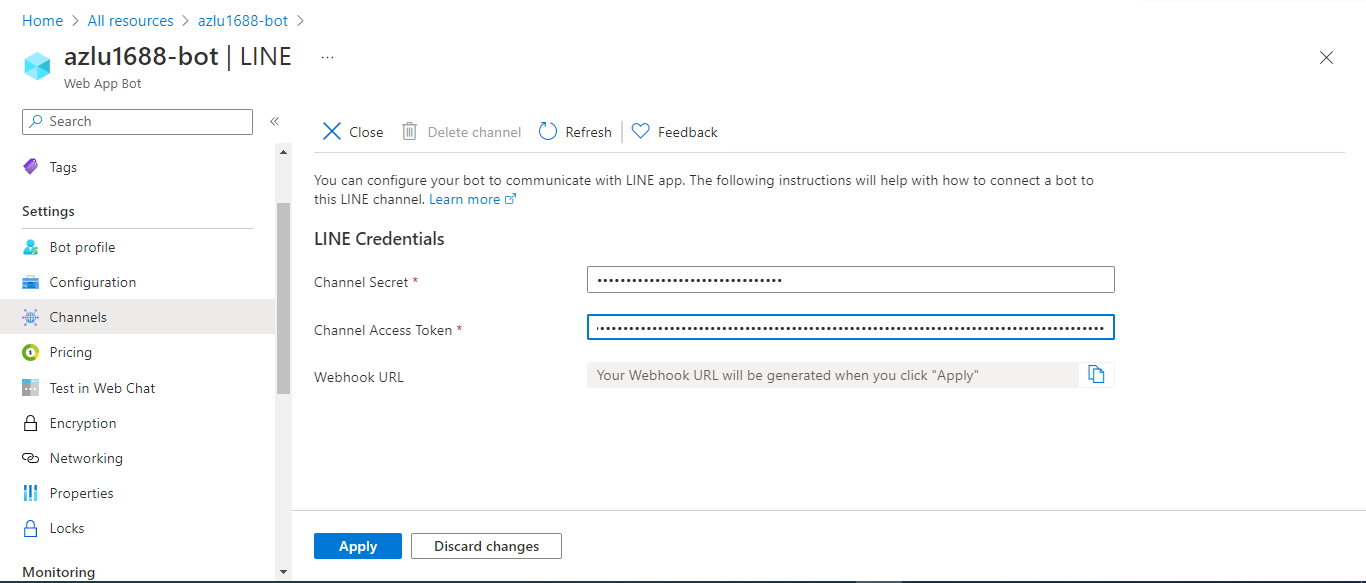 Home > All resources > azlu1688-bot >
azlu1688-bot | LINE ...
Web App Bot
Search
«
Close
Delete channel
Refresh
Feedback
Tags
Settings
Bot profile
Configuration
Channels
Pricing
Test in Web Chat
Encryption
Networking
Properties
Locks
Monitoring
You can configure your bot to communicate with LINE app. The following instructions will help with how to connect a bot to
this LINE channel. Learn more
LINE Credentials
Channel Secret *
Channel Access Token *
Webhook URL
Your Webhook URL will be generated when you click "Apply"
Apply
Discard changes